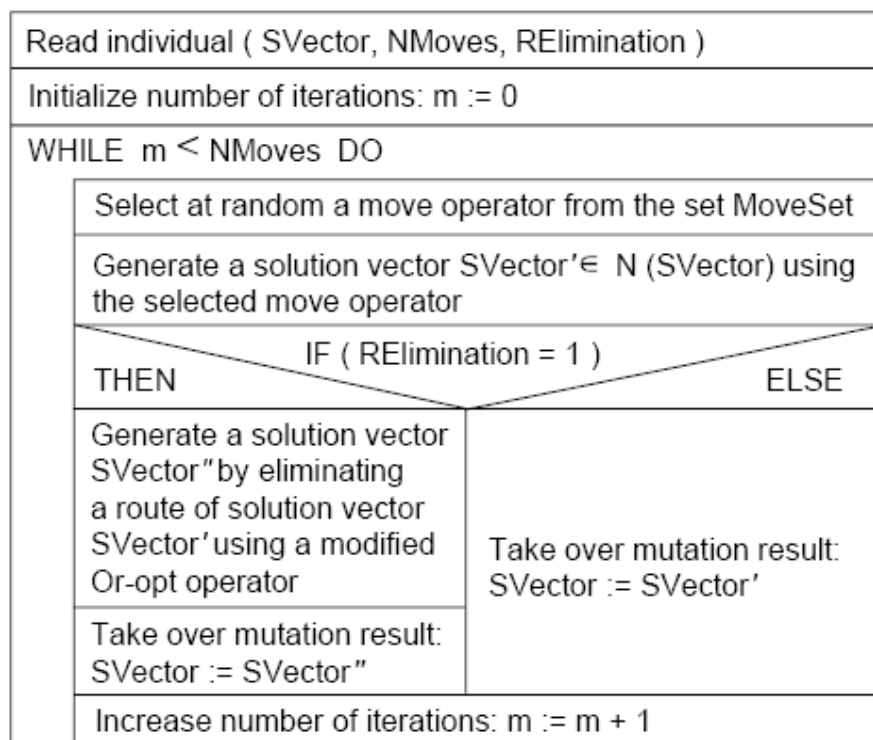 Read individual ( SVector, NMoves, RElimination )
Initialize number of iterations: m := 0
WHILE m < NMoves DO
Select at random a move operator from the set MoveSet
Generate a solution vector SVector′∈ N (SVector) using
the selected move operator
IF ( RElimination = 1 )
THEN
ELSE
Generate a solution vector
SVector″ by eliminating
a route of solution vector
SVector′ using a modified
Or-opt operator
Take over mutation result:
SVector := SVector″
Take over mutation result:
SVector := SVector′
Increase number of iterations: m := m + 1